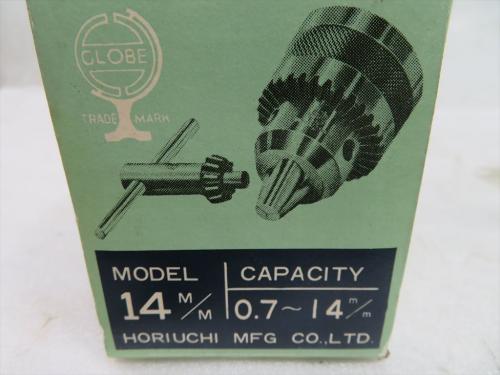 GLOBE
TRADE MARK
MODEL
CAPACITY
14 M/M
0.7~14 m/m
HORIUCHI MFG CO.,LTD.